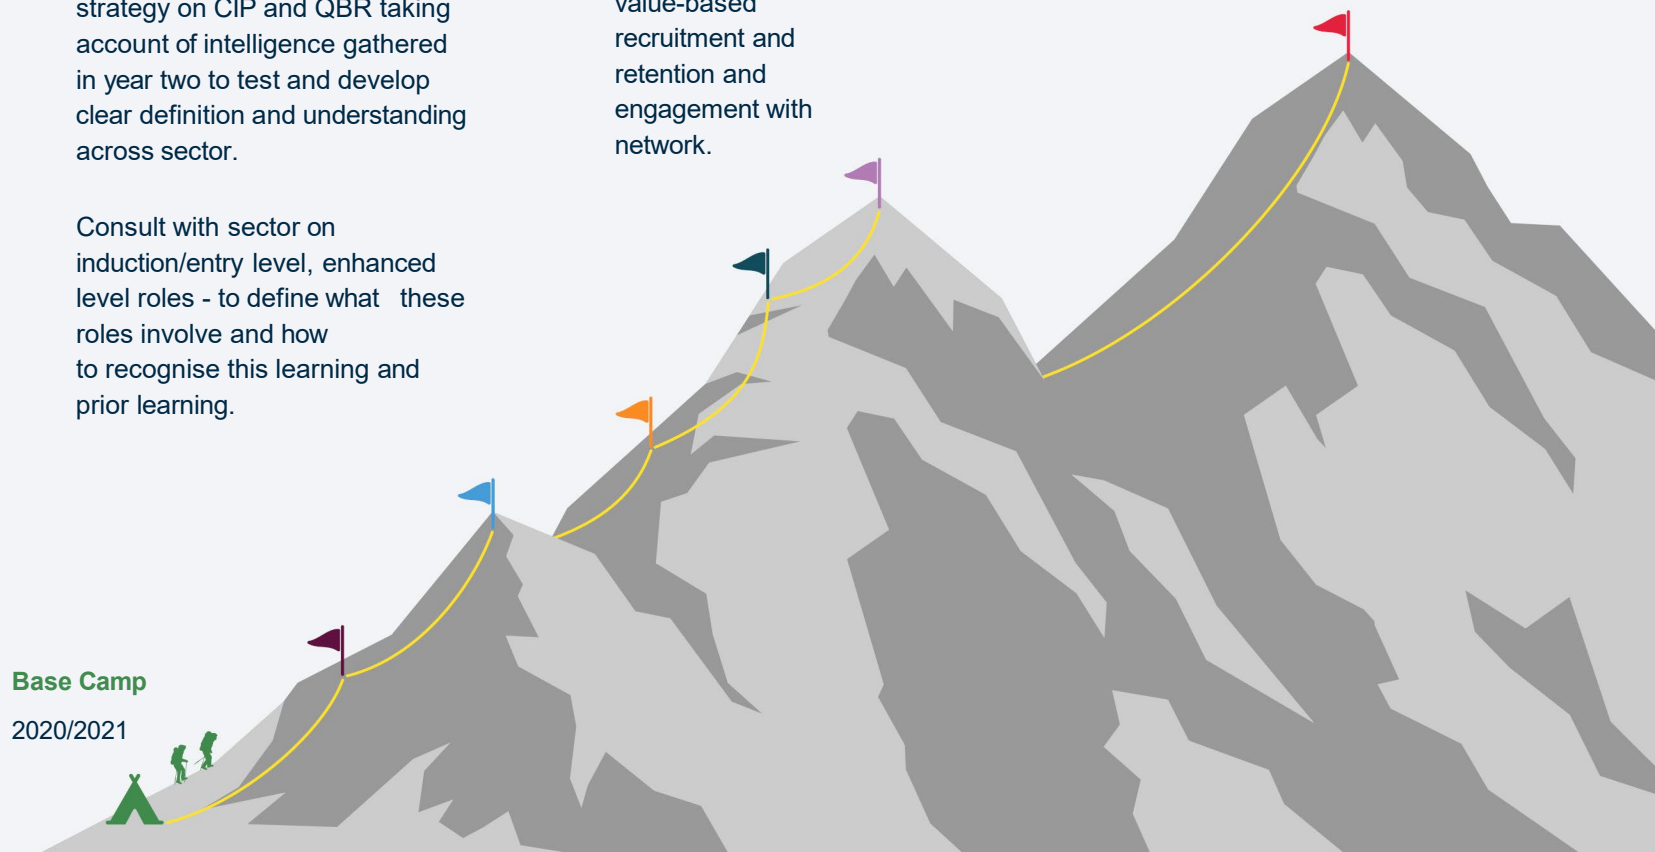 strategy on CIP and QBR taking
account of intelligence gathered
in year two to test and develop
clear definition and understanding
across sector.
Consult with sector on
induction/entry level, enhanced
level roles - to define what these
roles involve and how
to recognise this learning and
prior learning.
value-based
recruitment and
retention and
engagement with
network.
Base Camp
2020/2021